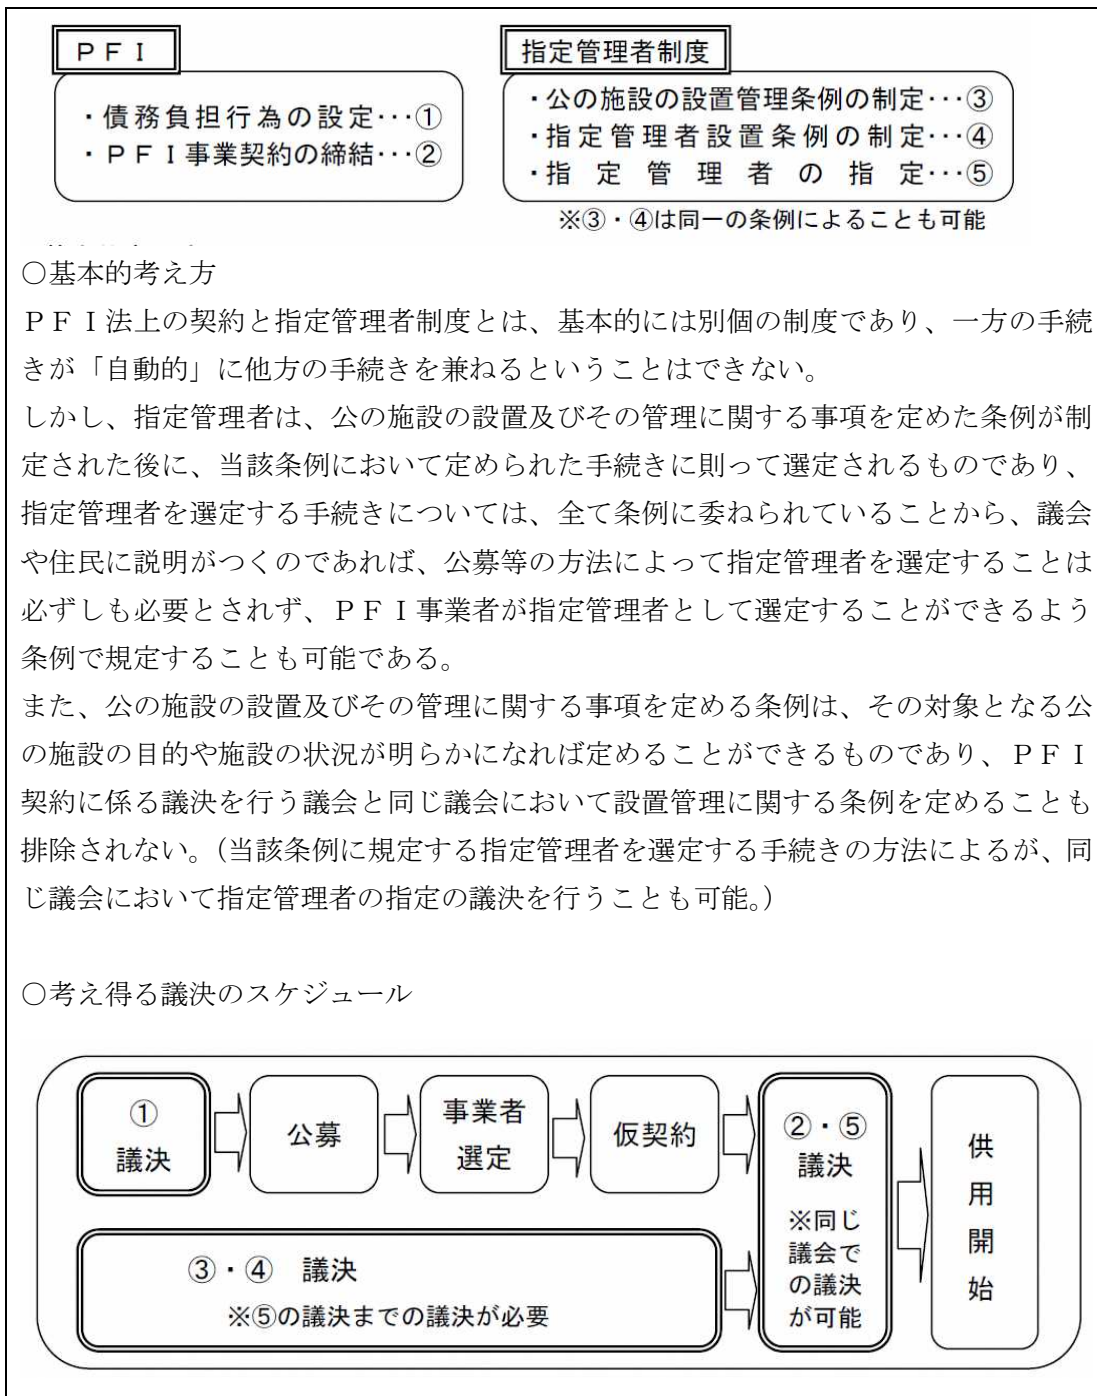 ＰＦＩ
・債務負担行為の設定･･･①
・ＰＦＩ事業契約の締結･･･②
指定管理者制度
・公の施設の設置管理条例の制定･･･③
・指定管理者設置条例の制定･･･④
・指定管理者の指定･･･⑤
※③・④は同一の条例によることも可能
○基本的考え方
ＰＦＩ法上の契約と指定管理者制度とは、基本的には別個の制度であり、一方の手続
きが「自動的」に他方の手続きを兼ねるということはできない。
しかし、指定管理者は、公の施設の設置及びその管理に関する事項を定めた条例が制
定された後に、当該条例において定められた手続きに則って選定されるものであり、
指定管理者を選定する手続きについては、全て条例に委ねられていることから、議会
や住民に説明がつくのであれば、公募等の方法によって指定管理者を選定することは
必ずしも必要とされず、ＰＦＩ事業者が指定管理者として選定することができるよう
条例で規定することも可能である。
また、公の施設の設置及びその管理に関する事項を定める条例は、その対象となる公
の施設の目的や施設の状況が明らかになれば定めることができるものであり、ＰＦＩ
契約に係る議決を行う議会と同じ議会において設置管理に関する条例を定めることも
排除されない。（当該条例に規定する指定管理者を選定する手続きの方法によるが、同
じ議会において指定管理者の指定の議決を行うことも可能。）
○考え得る議決のスケジュール
①
議決
公募
事業者
選定
仮契約
②・⑤
議決
※同じ
議会で
の議決
が可能
供
用
開
始
③・④　議決
※⑤の議決までの議決が必要